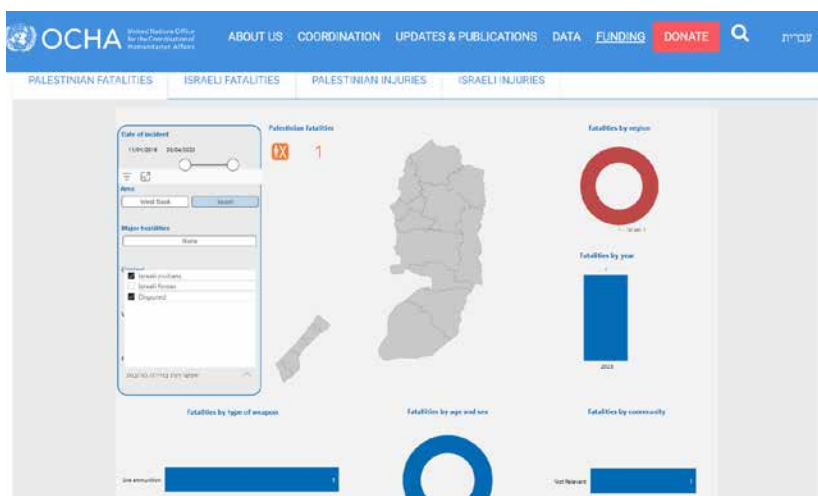 OCHA
United Nations Office
for the Coordination of
Humanitarian Affairs
ABOUT US COORDINATION UPDATES & PUBLICATIONS DATA FUNDING DONATE עברית
PALESTINIAN FATALITIES ISRAELI FATALITIES PALESTINIAN INJURIES ISRAELI INJURIES
Date of incident
Palestinian fatalities
1
Area
West Bank Israel
Major hostilities
None
Israeli civilians
Israeli forces
Disputed
Fatalities by region
Fatalities by year
2023
Fatalities by type of weapon
Fatalities by age and sex
Fatalities by community
Live ammunition
1
Not Relevant
1